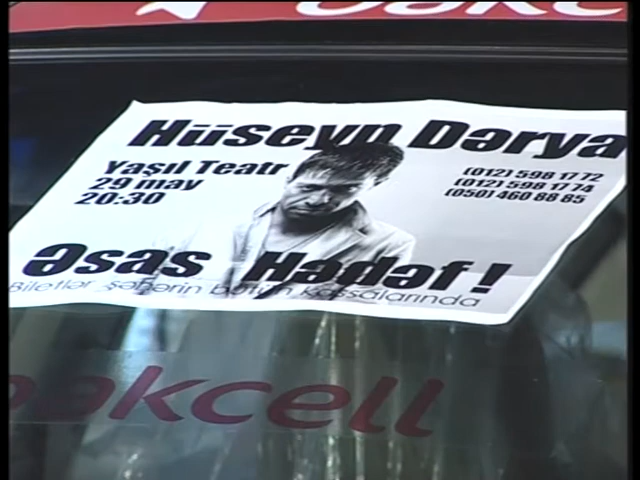 Hüseyn Dərya
Yaşıl Teatr
29 may
20:30
(012) 598 17 72
(012) 598 17 74
(050) 460 88 85
Əsas Hədəf!
Biletlər şəhərin bütün kassalarında
bakcell